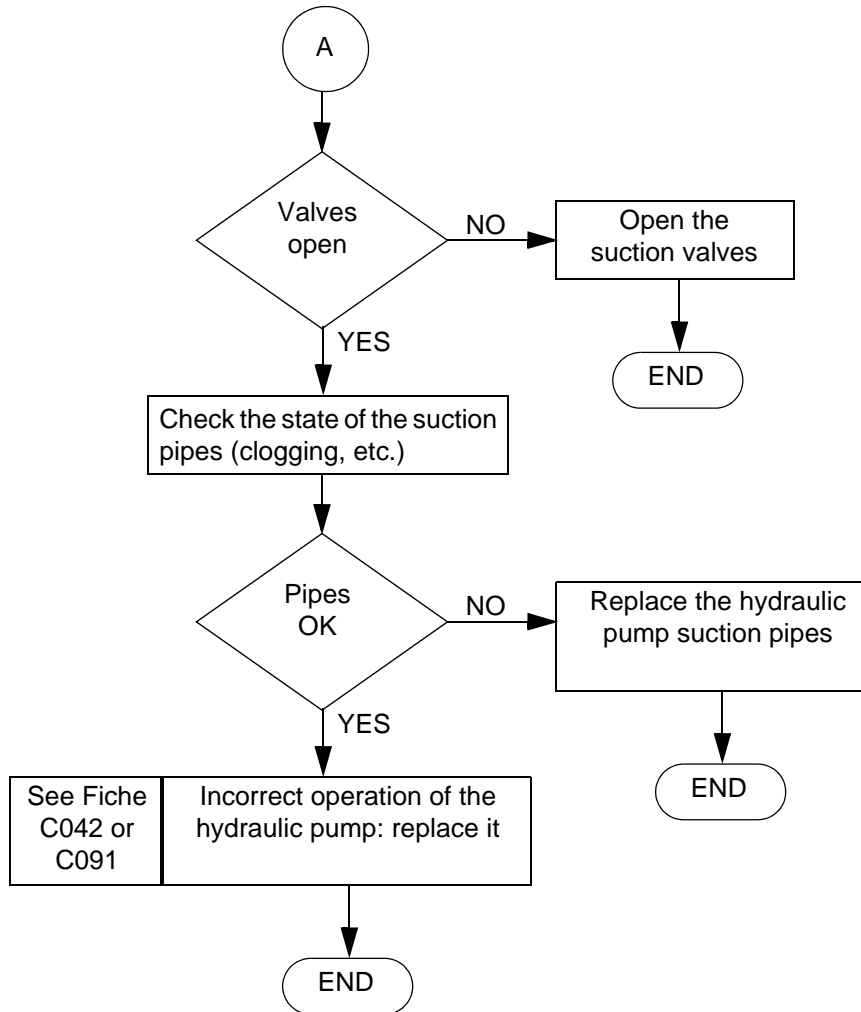 A
Valves
open
NO
Open the
suction valves
YES
END
Check the state of the suction
pipes (clogging, etc.)
Pipes
OK
NO
Replace the hydraulic
pump suction pipes
YES
END
See Fiche
C042 or
C091
Incorrect operation of the
hydraulic pump: replace it
END